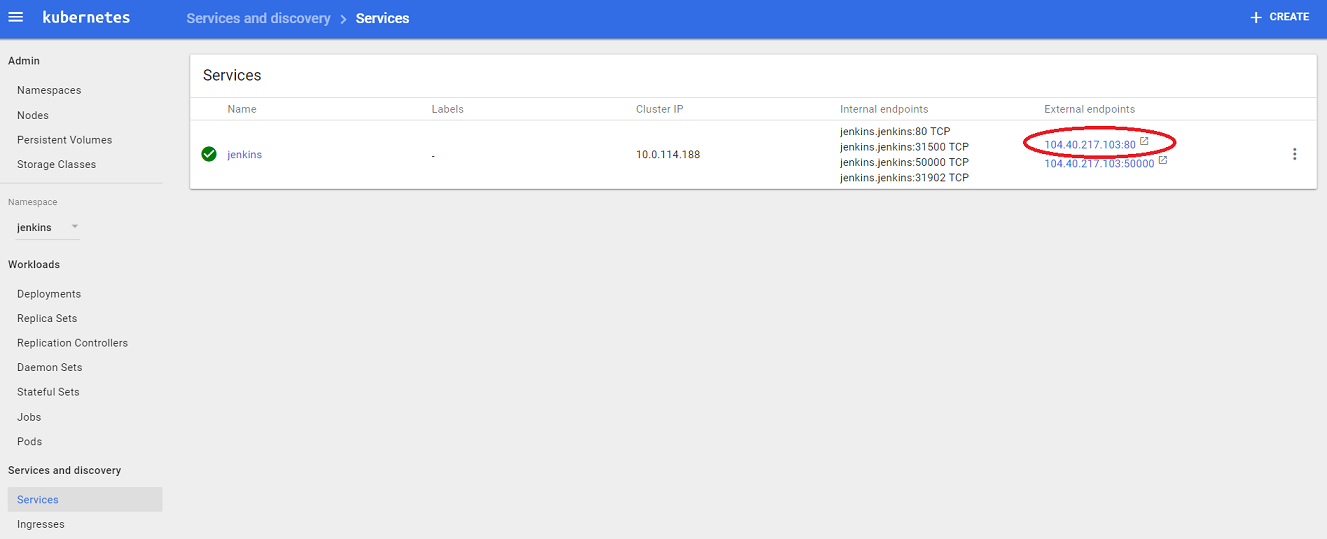 kubernetes
Services and discovery > Services
+ CREATE
Admin
Namespaces
Nodes
Persistent Volumes
Storage Classes
Namespace
jenkins
Workloads
Deployments
Replica Sets
Replication Controllers
Daemon Sets
Stateful Sets
Jobs
Pods
Services and discovery
Services
Ingresses
Services
Name Labels Cluster IP Internal endpoints External endpoints
jenkins - 10.0.114.188
jenkins.jenkins:80 TCP
jenkins.jenkins:31500 TCP
jenkins.jenkins:50000 TCP
jenkins.jenkins:31902 TCP
104.40.217.103:80
104.40.217.103:50000